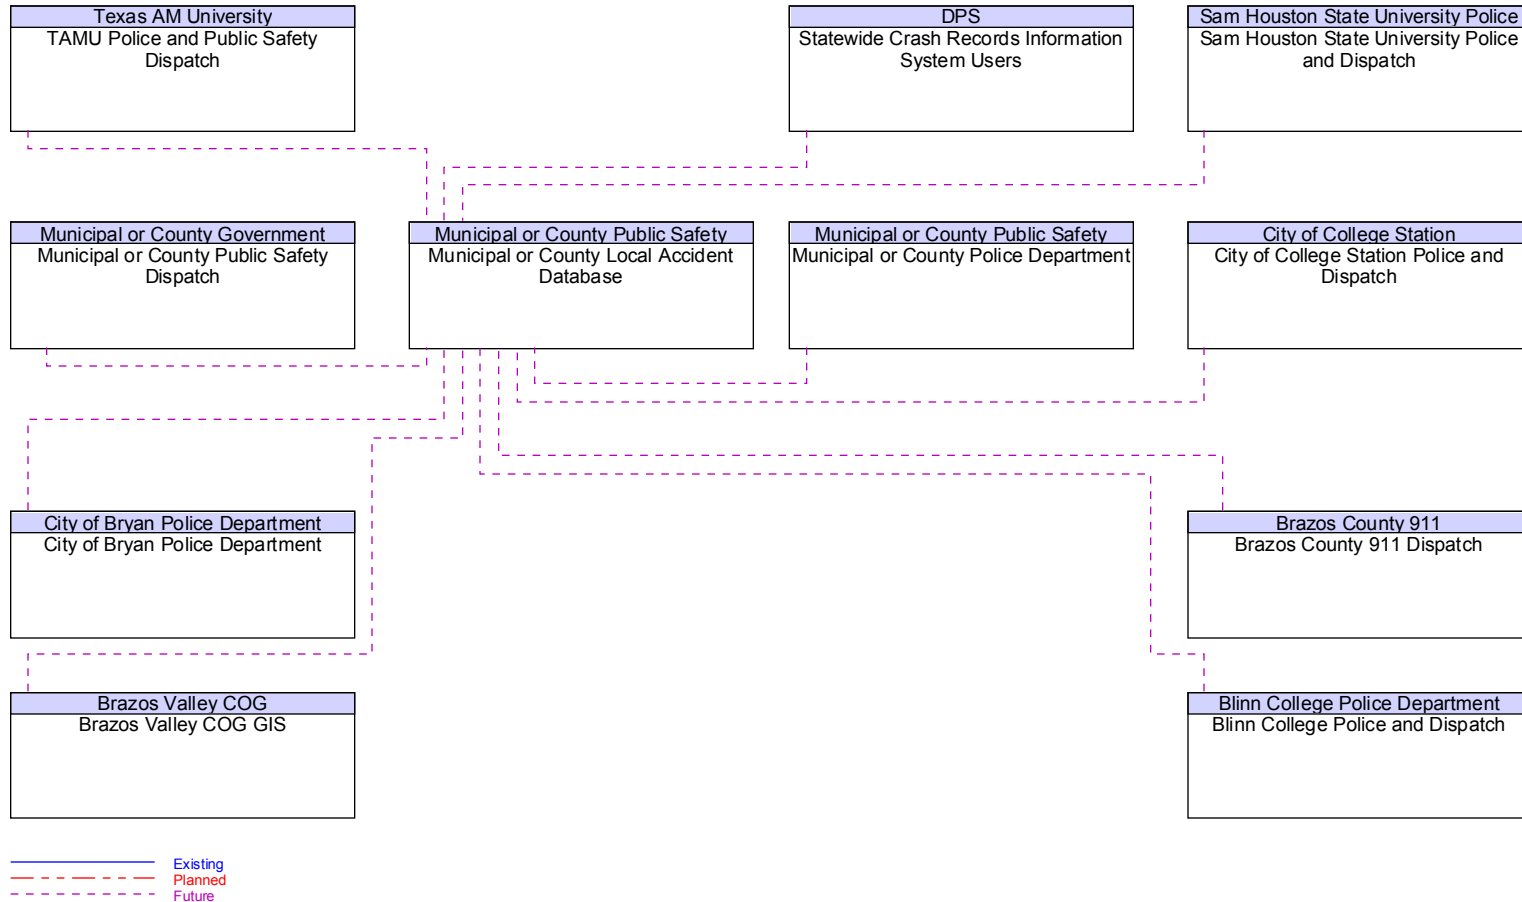 Texas AM University
TAMU Police and Public Safety
Dispatch
DPS
Statewide Crash Records Information
System Users
Sam Houston State University Police
Sam Houston State University Police
and Dispatch
Municipal or County Government
Municipal or County Public Safety
Dispatch
Municipal or County Public Safety
Municipal or County Local Accident
Database
Municipal or County Public Safety
Municipal or County Police Department
City of College Station
City of College Station Police and
Dispatch
City of Bryan Police Department
City of Bryan Police Department
Brazos County 911
Brazos County 911 Dispatch
Brazos Valley COG
Brazos Valley COG GIS
Blinn College Police Department
Blinn College Police and Dispatch
Existing
Planned
Future